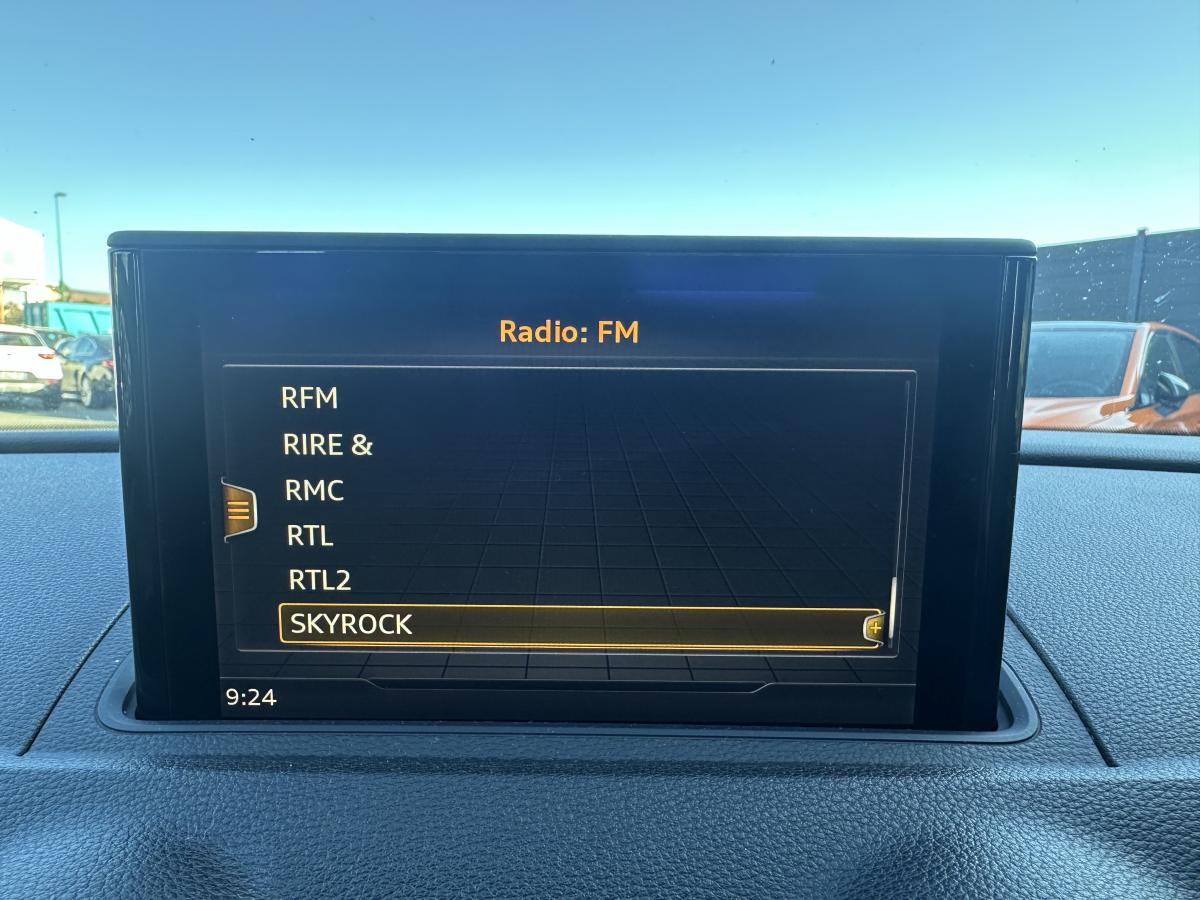 Radio: FM
RFM
RIRE &
RMC
RTL
RTL2
SKYROCK
+
9:24